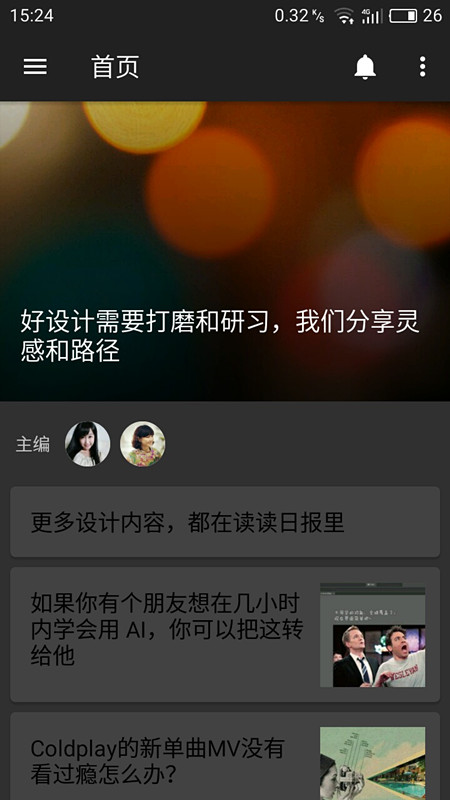 15:24
0.32 K/s 4G 26
首页
好设计需要打磨和研习，我们分享灵
感和路径
主编
更多设计内容，都在读读日报里
如果你有个朋友想在几小时
内学会用 AI，你可以把这转
给他
Coldplay的新单曲MV没有
看过瘾怎么办？